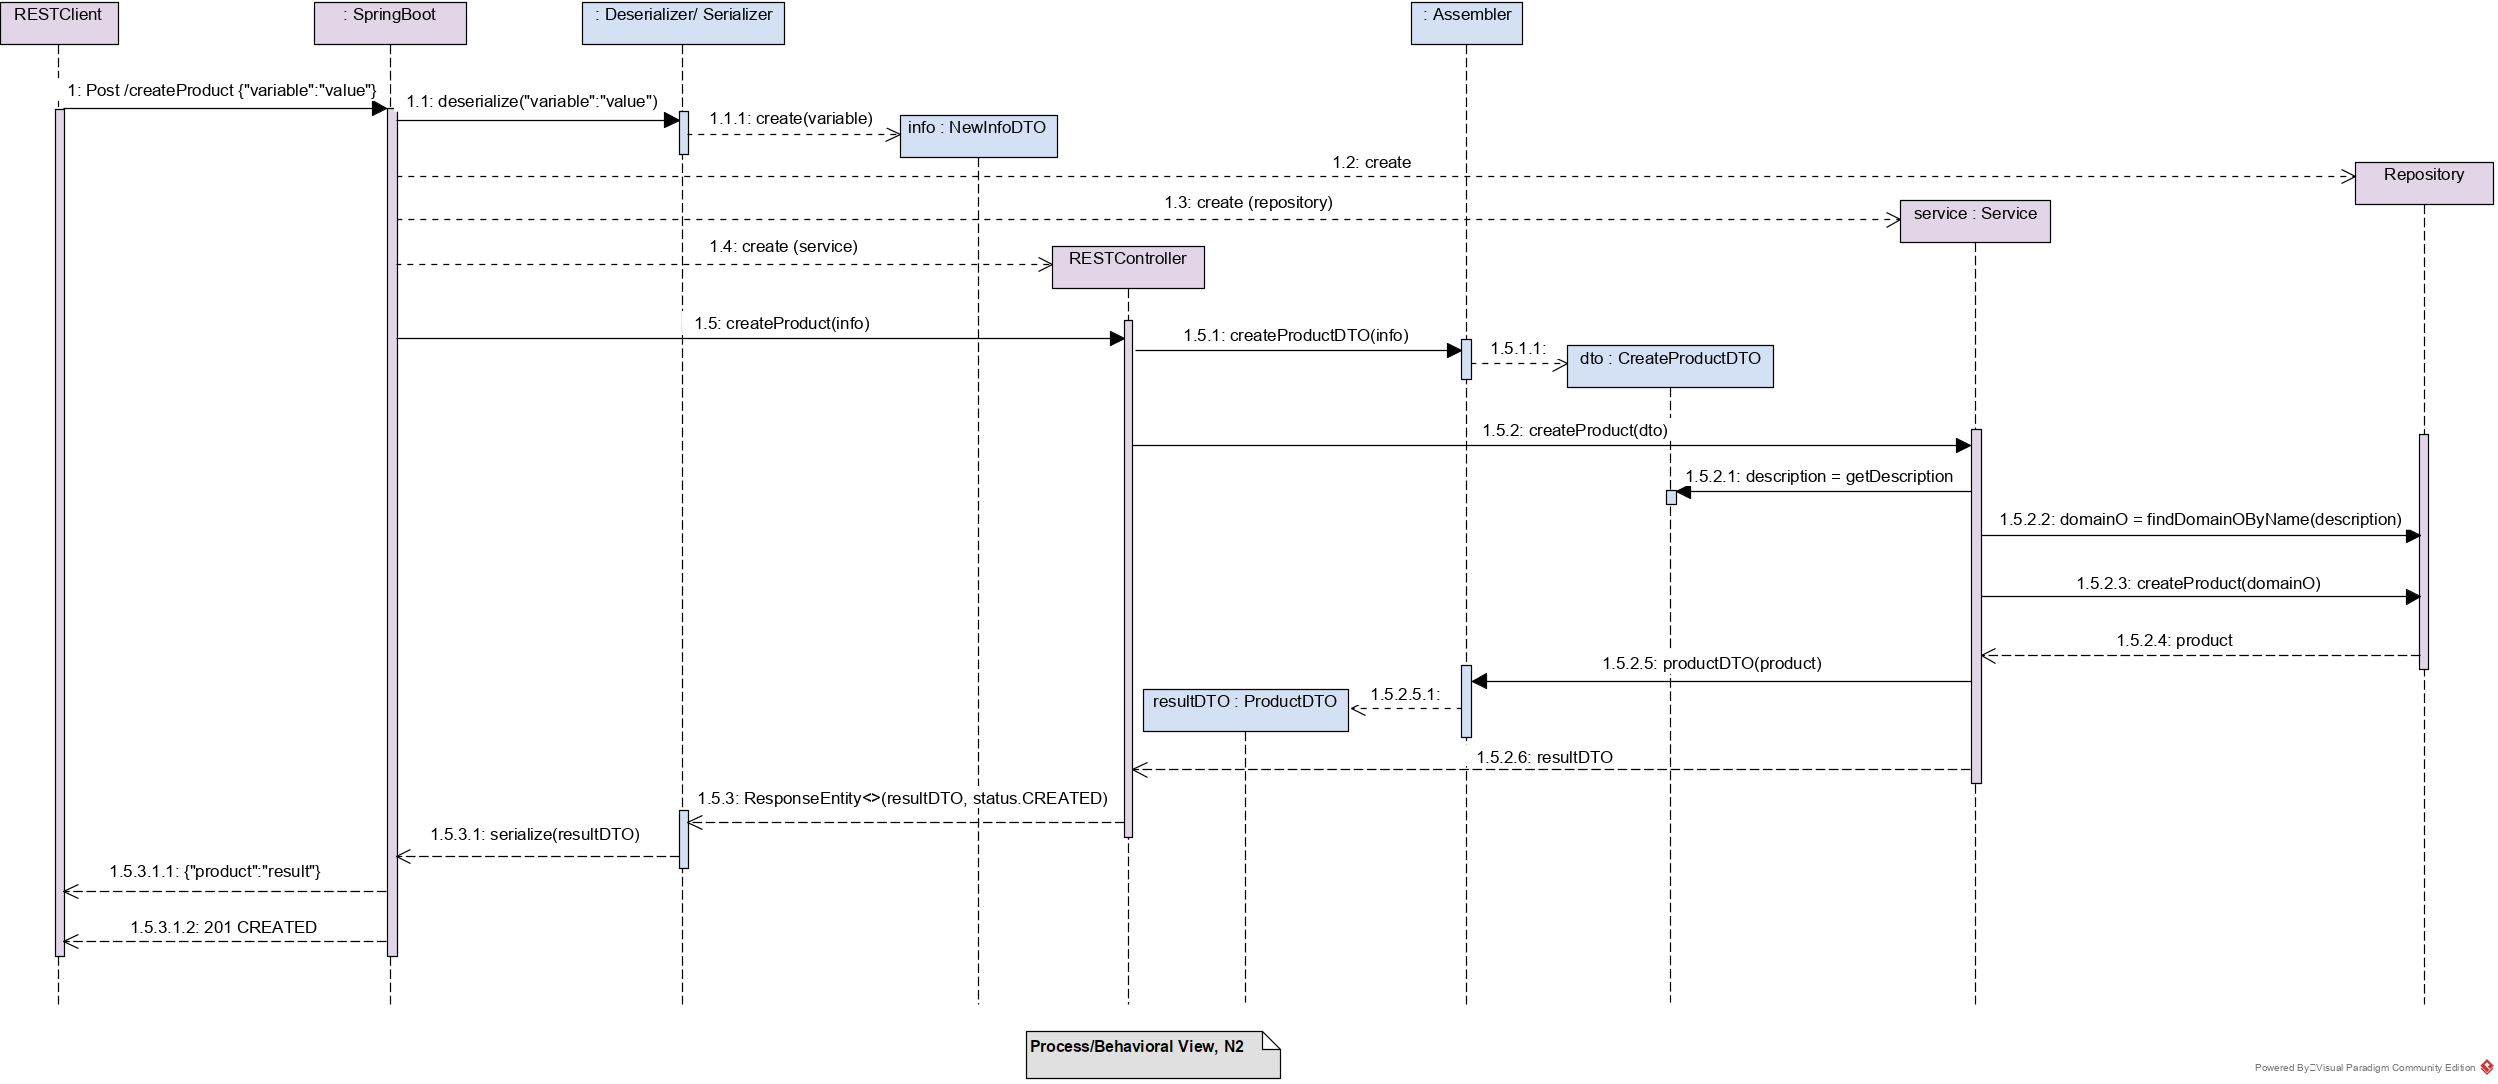 RESTClient
: SpringBoot
: Deserializer/ Serializer
: Assembler
1: Post /createProduct {"variable":"value"}
1.1: deserialize("variable":"value")
1.1.1: create(variable)
info : NewInfoDTO
1.2: create
Repository
1.3: create (repository)
service : Service
1.4: create (service)
RESTController
1.5: createProduct(info)
1.5.1: createProductDTO(info)
1.5.1.1:
dto : CreateProductDTO
1.5.2: createProduct(dto)
1.5.2.1: description = getDescription
1.5.2.2: domainO = findDomainOByName(description)
1.5.2.3: createProduct(domainO)
1.5.2.4: product
1.5.2.5: productDTO(product)
1.5.2.5.1:
resultDTO : ProductDTO
1.5.2.6: resultDTO
1.5.3: ResponseEntity<>(resultDTO, status.CREATED)
1.5.3.1: serialize(resultDTO)
1.5.3.1.1: {"product":"result"}
1.5.3.1.2: 201 CREATED
Process/Behavioral View, N2
Powered By Visual Paradigm Community Edition